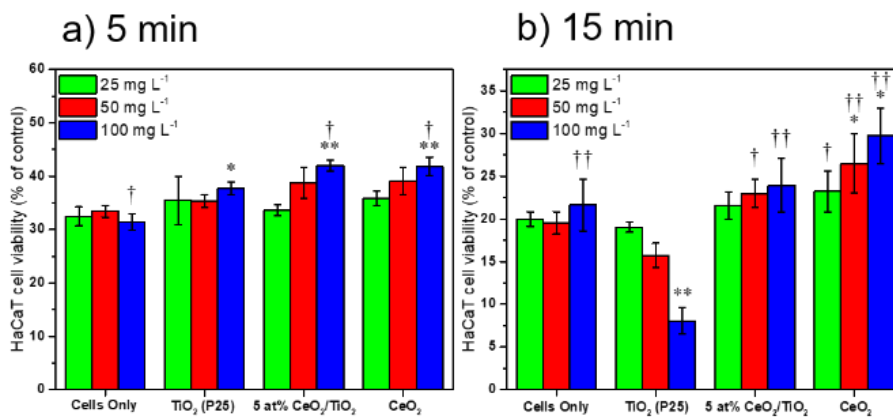 a) 5 min
60
50
40
30
20
10
0
HaCaT cell viability (% of control)
25 mg L⁻¹
50 mg L⁻¹
100 mg L⁻¹
†
*
†
**
†
**
Cells Only
TiO₂ (P25)
5 at% CeO₂/TiO₂
CeO₂
b) 15 min
35
30
25
20
15
10
5
0
HaCaT cell viability (% of control)
25 mg L⁻¹
50 mg L⁻¹
100 mg L⁻¹
††
**
†
††
†
††
*
††
*
Cells Only
TiO₂ (P25)
5 at% CeO₂/TiO₂
CeO₂